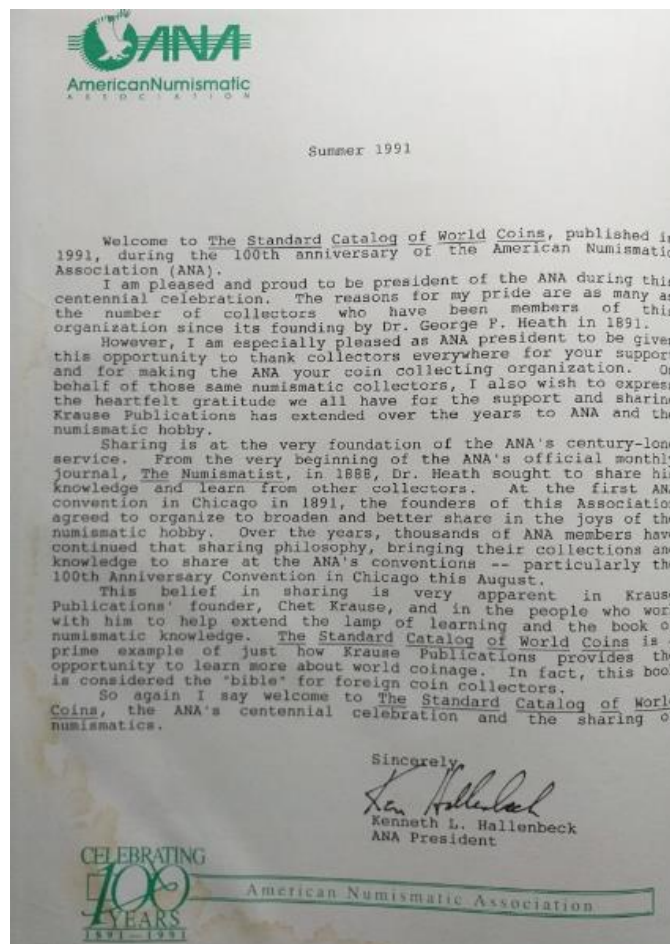 ANA
AmericanNumismatic
ASSOCIATION
Summer 1991
Welcome to The Standard Catalog of World Coins, published in
1991, during the 100th anniversary of the American Numismatic
Association (ANA).
I am pleased and proud to be president of the ANA during this
centennial celebration. The reasons for my pride are as many as
the number of collectors who have been members of this
organization since its founding by Dr. George F. Heath in 1891.
However, I am especially pleased as ANA president to be given
this opportunity to thank collectors everywhere for your support
and for making the ANA your coin collecting organization. On
behalf of those same numismatic collectors, I also wish to express
the heartfelt gratitude we all have for the support and sharing
Krause Publications has extended over the years to ANA and the
numismatic hobby.
Sharing is at the very foundation of the ANA's century-long
service. From the very beginning of the ANA's official monthly
journal, The Numismatist, in 1888, Dr. Heath sought to share his
knowledge and learn from other collectors. At the first ANA
convention in Chicago in 1891, the founders of this Association
agreed to organize to broaden and better share in the joys of the
numismatic hobby. Over the years, thousands of ANA members have
continued that sharing philosophy, bringing their collections and
knowledge to share at the ANA's conventions -- particularly the
100th Anniversary Convention in Chicago this August.
This belief in sharing is very apparent in Krause
Publications' founder, Chet Krause, and in the people who work
with him to help extend the lamp of learning and the book of
numismatic knowledge. The Standard Catalog of World Coins is
prime example of just how Krause Publications provides the
opportunity to learn more about world coinage. In fact, this book
is considered the "bible" for foreign coin collectors.
So again I say welcome to The Standard Catalog of World
Coins, the ANA's centennial celebration and the sharing of
numismatics.
Sincerely,
Ken Hallenbeck
Kenneth L. Hallenbeck
ANA President
CELEBRATING
100
YEARS
1891-1991
American Numismatic Association